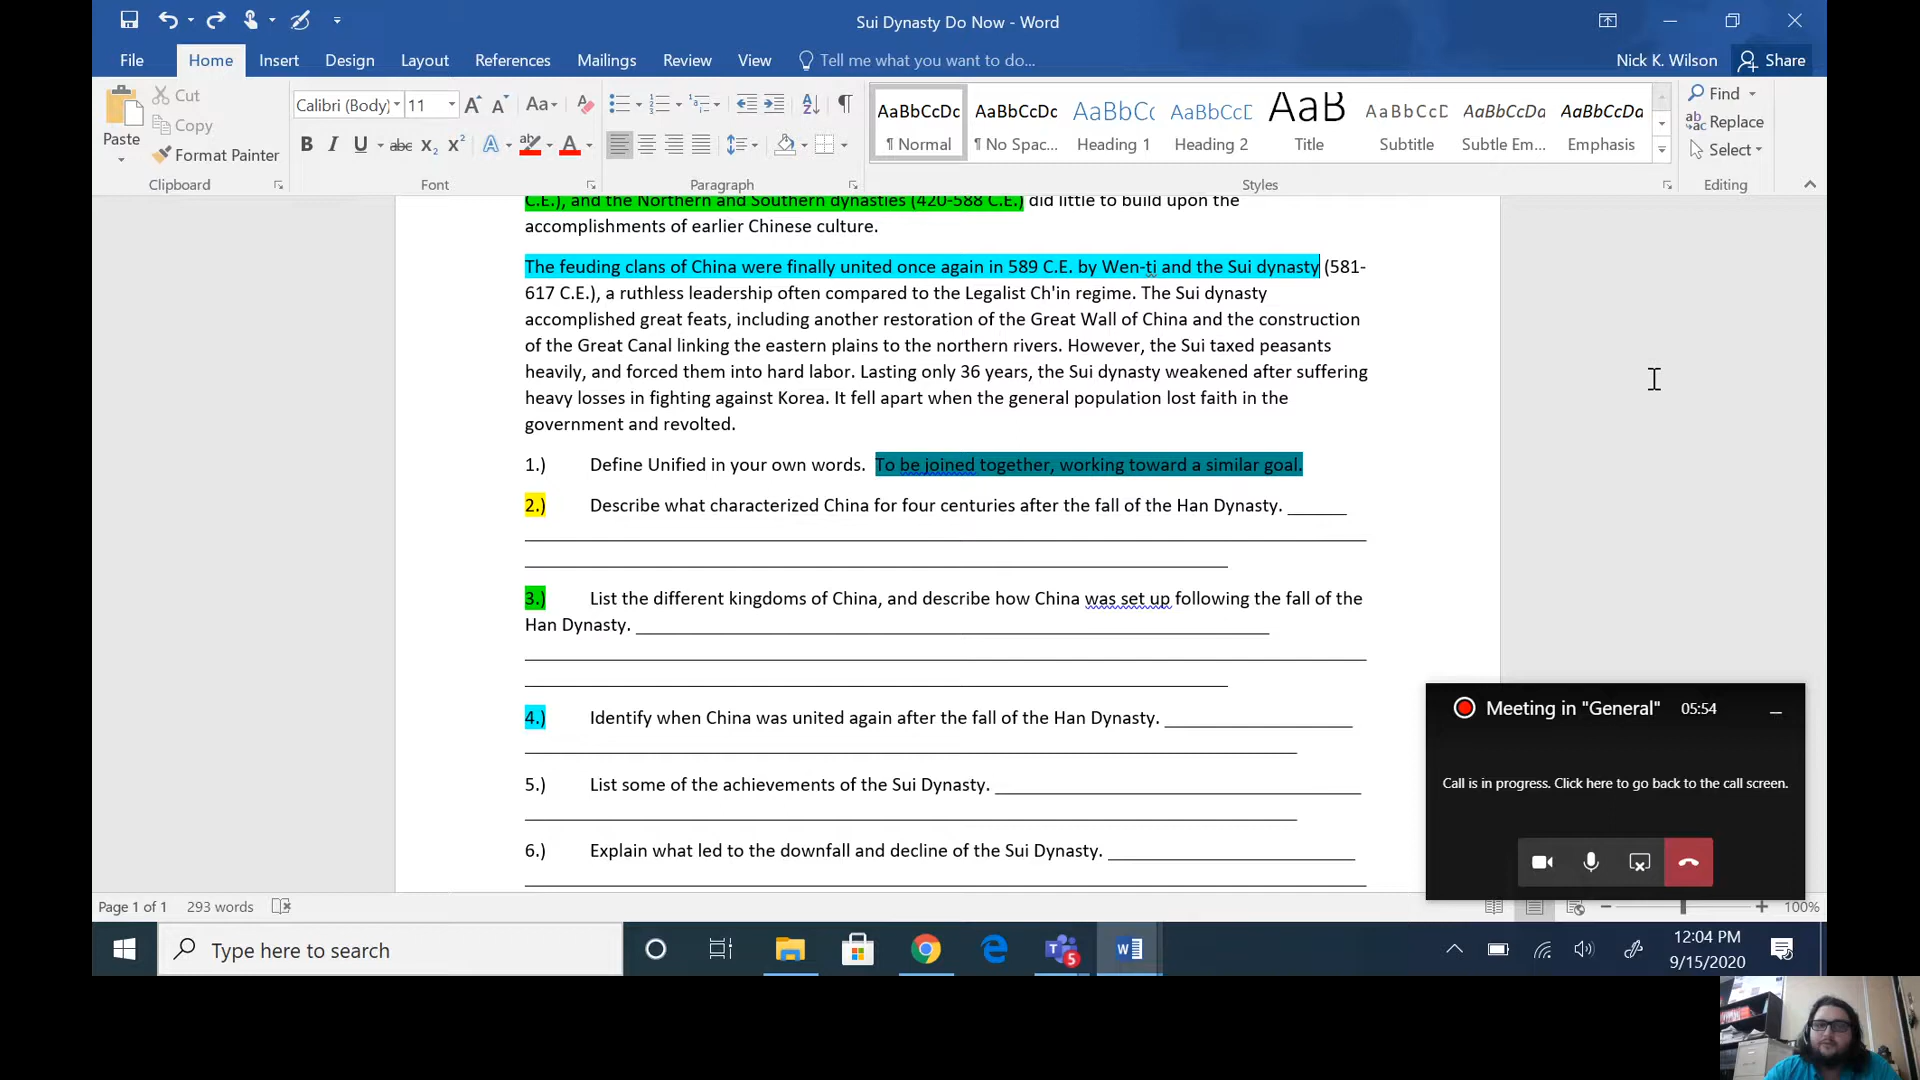 Sui Dynasty Do Now - Word
File Home Insert Design Layout References Mailings Review View Tell me what you want to do... Nick K. Wilson Share
Paste Cut Copy Format Painter
Calibri (Body) 11
B I U abc X₂ X²
AaBbCcDc AaBbCcDc AaBbCc AaBbCcD AaB AaBbCcD AaBbCcDa AaBbCcDa
¶ Normal ¶ No Spac... Heading 1 Heading 2 Title Subtitle Subtle Em... Emphasis
Find Replace Select
Clipboard Font Paragraph Styles Editing
C.E.), and the Northern and Southern dynasties (420-588 C.E.) did little to build upon the
accomplishments of earlier Chinese culture.
The feuding clans of China were finally united once again in 589 C.E. by Wen-ti and the Sui dynasty (581-
617 C.E.), a ruthless leadership often compared to the Legalist Ch'in regime. The Sui dynasty
accomplished great feats, including another restoration of the Great Wall of China and the construction
of the Great Canal linking the eastern plains to the northern rivers. However, the Sui taxed peasants
heavily, and forced them into hard labor. Lasting only 36 years, the Sui dynasty weakened after suffering
heavy losses in fighting against Korea. It fell apart when the general population lost faith in the
government and revolted.
1.) Define Unified in your own words. To be joined together, working toward a similar goal.
2.) Describe what characterized China for four centuries after the fall of the Han Dynasty. ______
3.) List the different kingdoms of China, and describe how China was set up following the fall of the
Han Dynasty. ______
4.) Identify when China was united again after the fall of the Han Dynasty. ______
5.) List some of the achievements of the Sui Dynasty. ______
6.) Explain what led to the downfall and decline of the Sui Dynasty. ______
Meeting in "General" 05:54
Call is in progress. Click here to go back to the call screen.
Page 1 of 1 293 words 100%
Type here to search
5
12:04 PM
9/15/2020